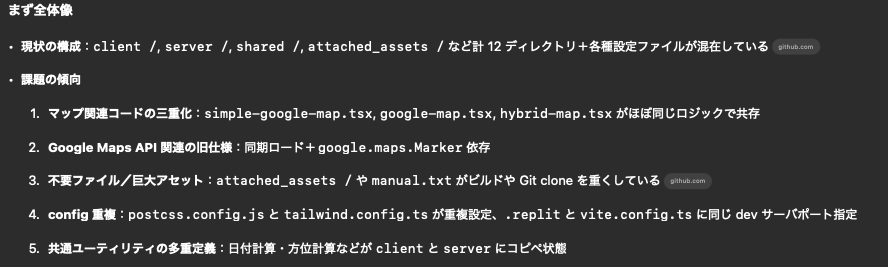 まず全体像
• 現状の構成：client /, server /, shared /, attached_assets / など計 12 ディレクトリ＋各種設定ファイルが混在している github.com
• 課題の傾向
1. マップ関連コードの三重化：simple-google-map.tsx, google-map.tsx, hybrid-map.tsx がほぼ同じロジックで共存
2. Google Maps API 関連の旧仕様：同期ロード＋ google.maps.Marker 依存
3. 不要ファイル／巨大アセット：attached_assets / や manual.txt がビルドや Git clone を重くしている github.com
4. config 重複：postcss.config.js と tailwind.config.ts が重複設定、.replit と vite.config.ts に同じ dev サーバポート指定
5. 共通ユーティリティの多重定義：日付計算・方位計算などが client と server にコピペ状態